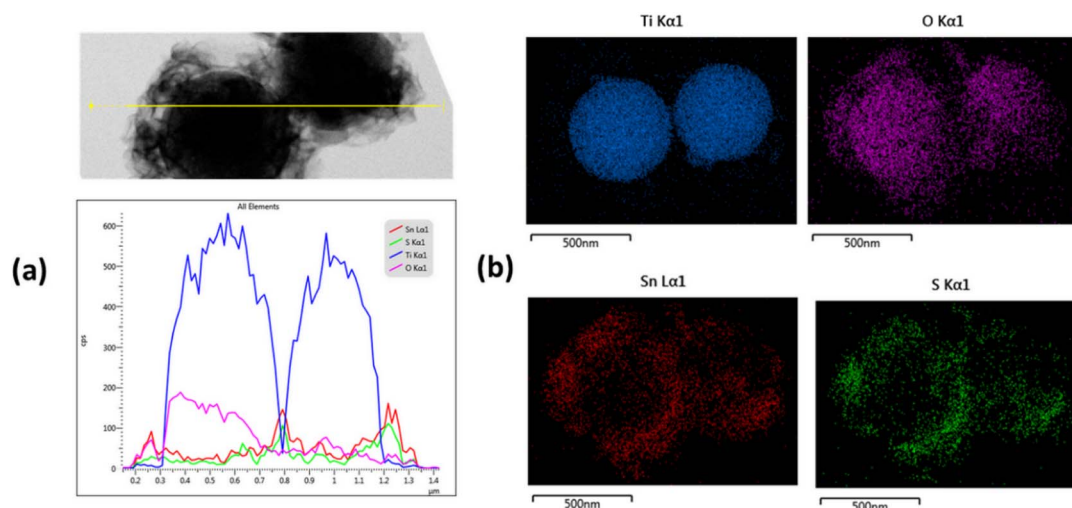 (a)
All Elements
Sn Lα1
S Kα1
Ti Kα1
O Kα1
600
500
400
300
200
100
0
cps
0.2 0.3 0.4 0.5 0.6 0.7 0.8 0.9 1 1.1 1.2 1.3 1.4
μm
(b)
Ti Kα1
O Kα1
500nm
500nm
Sn Lα1
S Kα1
500nm
500nm